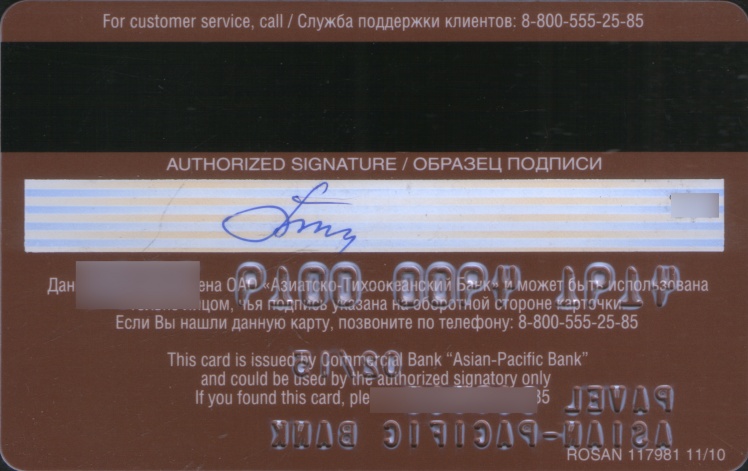 For customer service, call / Служба поддержки клиентов: 8-800-555-25-85
AUTHORIZED SIGNATURE / ОБРАЗЕЦ ПОДПИСИ
Дан ена ОАО «Азиатско-Тихоокеанский Банк» и может быть использована
только лицом, чья подпись указана на оборотной стороне карточки
Если Вы нашли данную карту, позвоните по телефону: 8-800-555-25-85
This card is issued by Commercial Bank "Asian-Pacific Bank"
and could be used by the authorized signatory only
If you found this card, ple 85
PAVEL
ASIAN-PACIFIC BANK
ROSAN 117981 11/10